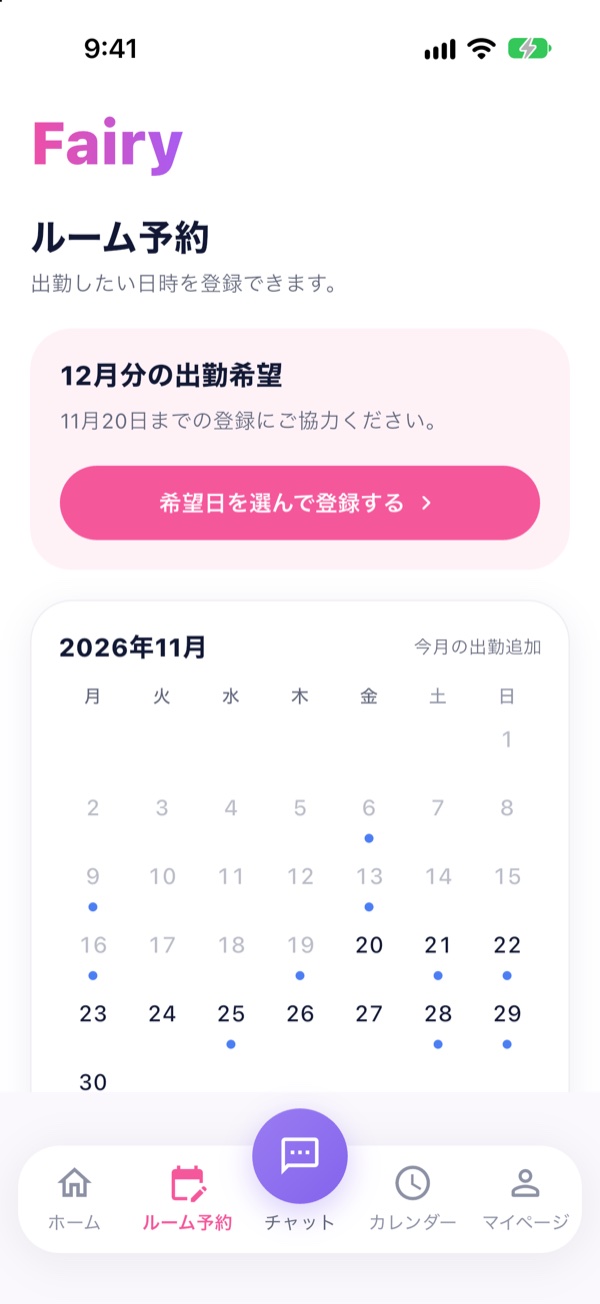 9:41
Fairy
ルーム予約
出勤したい日時を登録できます。
12月分の出勤希望
11月20日までの登録にご協力ください。
希望日を選んで登録する
2026年11月 今月の出勤追加
月 火 水 木 金 土 日
1
2 3 4 5 6 7 8
9 10 11 12 13 14 15
16 17 18 19 20 21 22
23 24 25 26 27 28 29
30
ホーム ルーム予約 チャット カレンダー マイページ